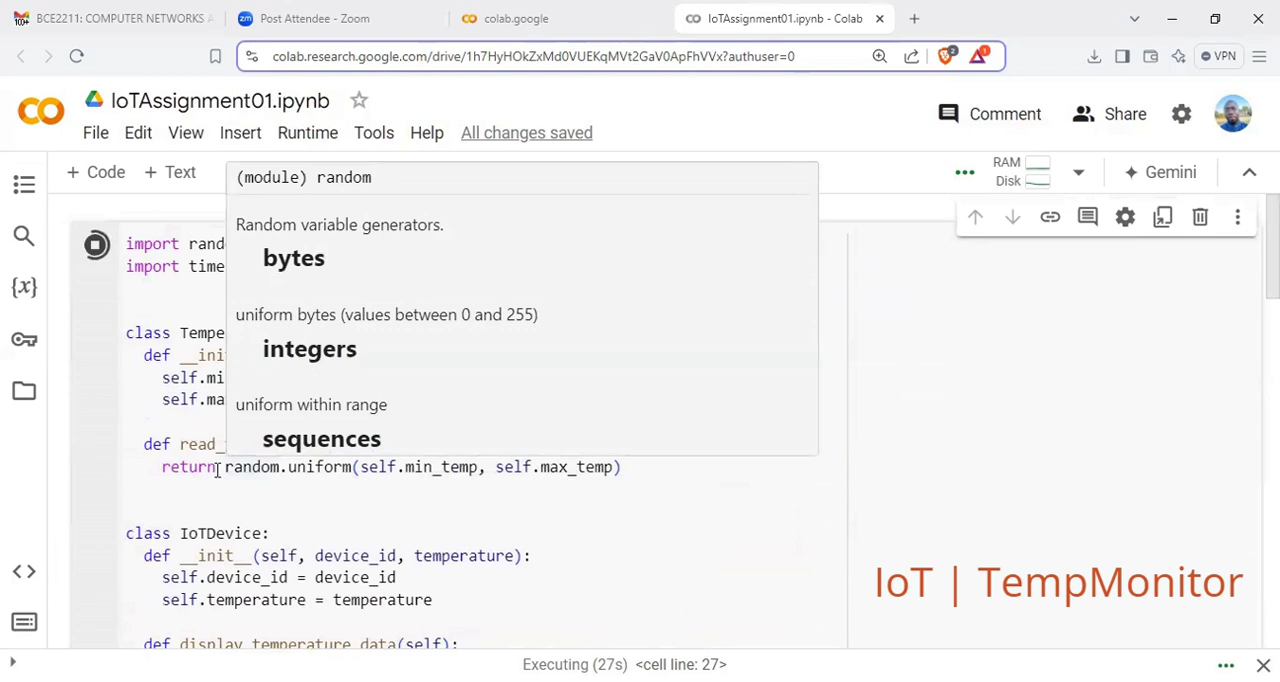 BCE2211: COMPUTER NETWORKS A
Post Attendee - Zoom
colab.google
IoTAssignment01.ipynb - Colab
colab.research.google.com/drive/1h7HyHOkZxMd0VUEKqMVt2GaV0ApFhVVx?authuser=0
2
1
VPN
IoTAssignment01.ipynb
Comment
Share
File Edit View Insert Runtime Tools Help All changes saved
+ Code + Text
RAM
Disk
Gemini
(module) random
Random variable generators.
bytes
uniform bytes (values between 0 and 255)
integers
uniform within range
sequences
import rand
import time
class Tempe
def __ini
self.mi
self.ma
def read_
return random.uniform(self.min_temp, self.max_temp)
class IoTDevice:
def __init__(self, device_id, temperature):
self.device_id = device_id
self.temperature = temperature
def display_temperature_data(self):
IoT | TempMonitor
Executing (27s) <cell line: 27>